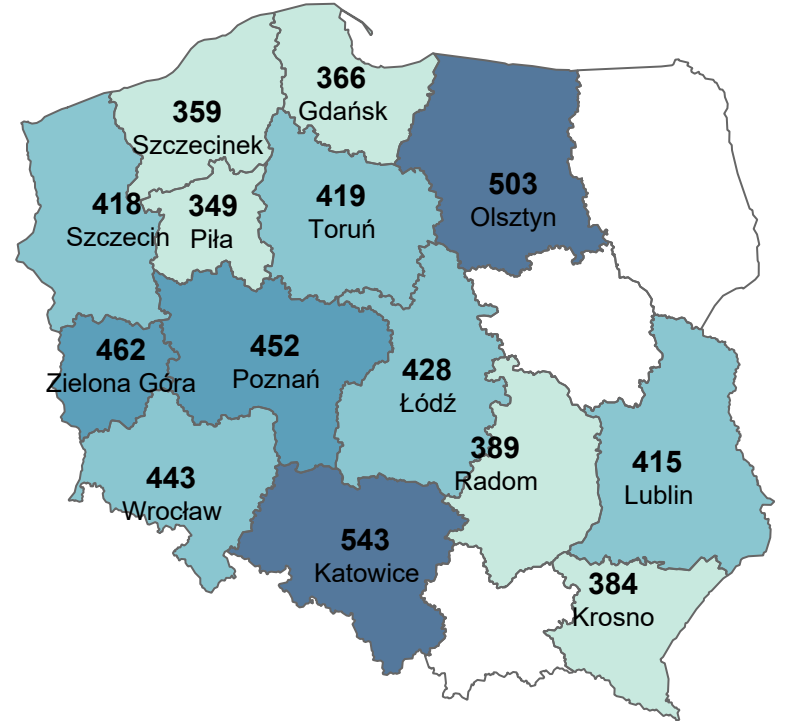 366
Gdańsk
359
Szczecinek
503
Olsztyn
419
Toruń
418
Szczecin
349
Piła
462
Zielona Góra
452
Poznań
428
Łódź
389
Radom
415
Lublin
443
Wrocław
543
Katowice
384
Krosno